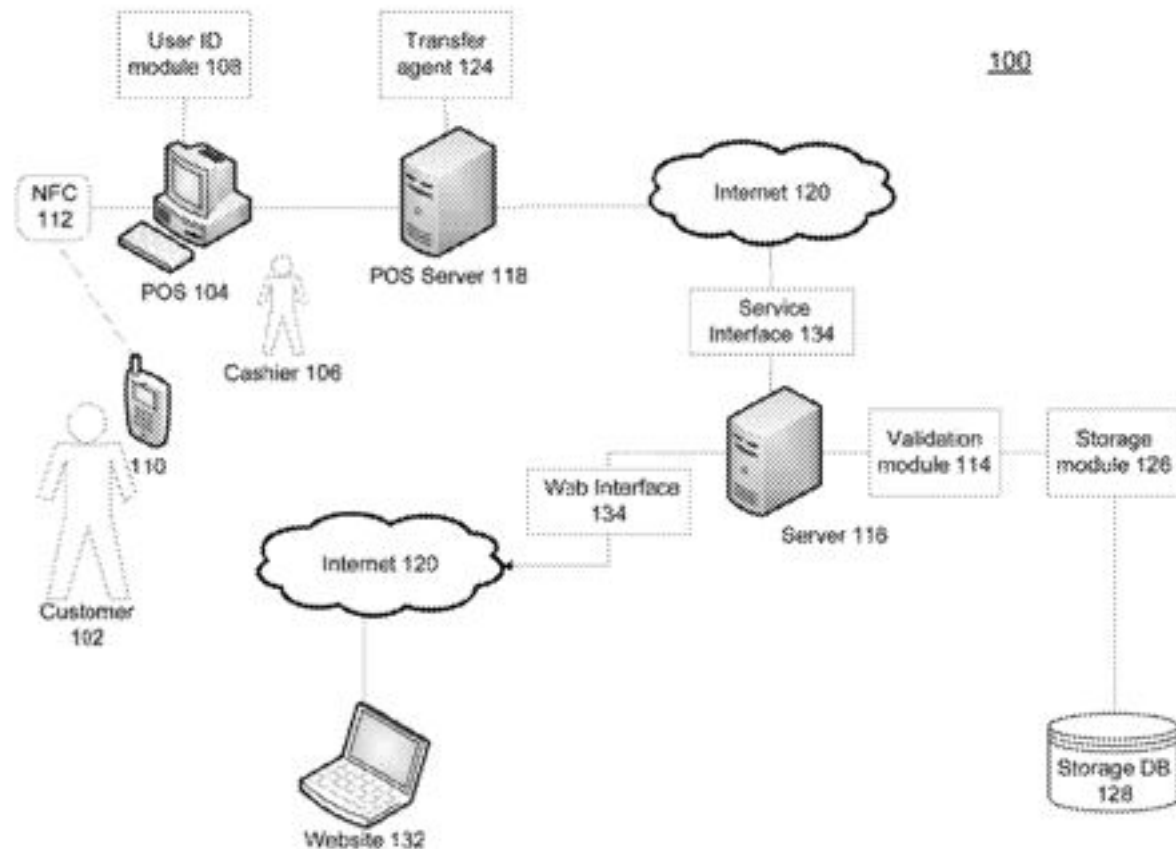 User ID
module 108
Transfer
agent 124
100
NFC
112
Internet 120
POS 104
POS Server 118
Service
Interface 134
Cashier 106
110
Validation
module 114
Storage
module 126
Web Interface
134
Server 116
Internet 120
Customer
102
Storage DB
128
Website 132